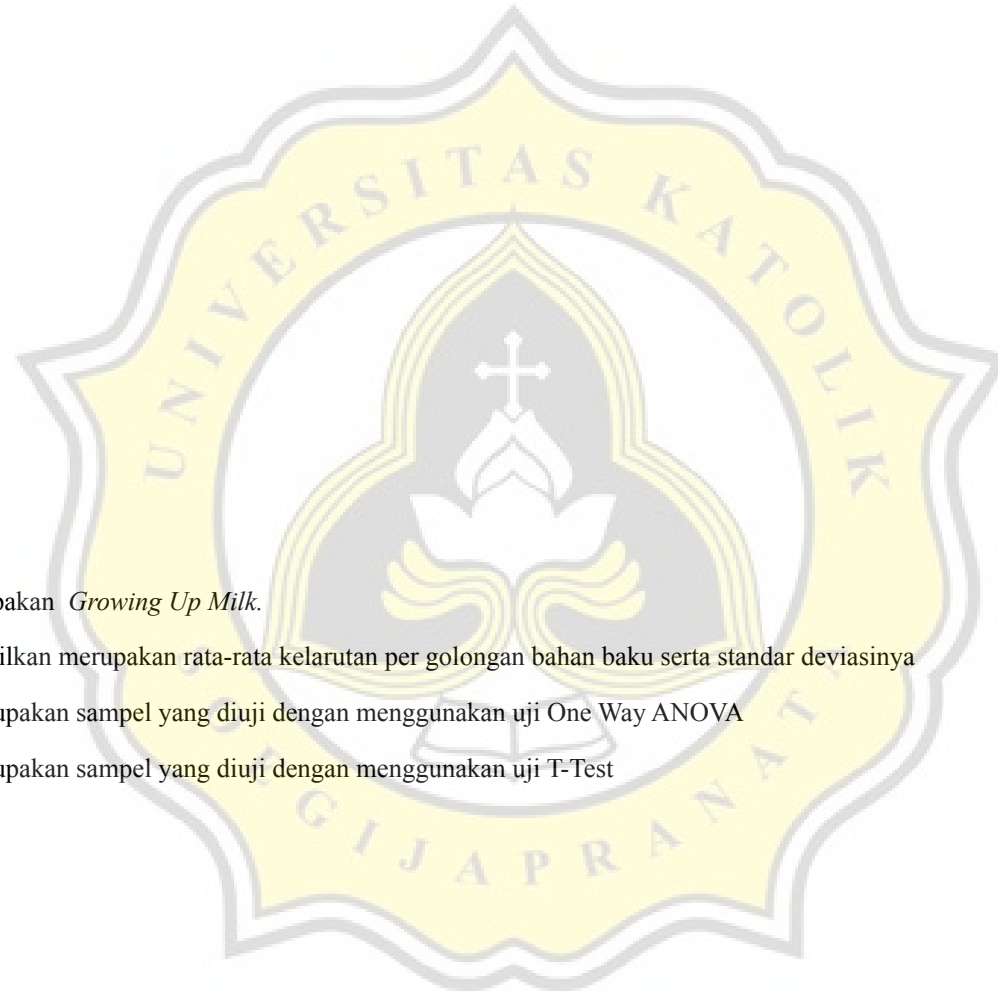 UNIVERSITAS KATOLIK
pakan Growing Up Milk.
ilkan merupakan rata-rata kelarutan per golongan bahan baku serta standar deviasinya
upakan sampel yang diuji dengan menggunakan uji One Way ANOVA
upakan sampel yang diuji dengan menggunakan uji T-Test
SOEGIJAPRANATA